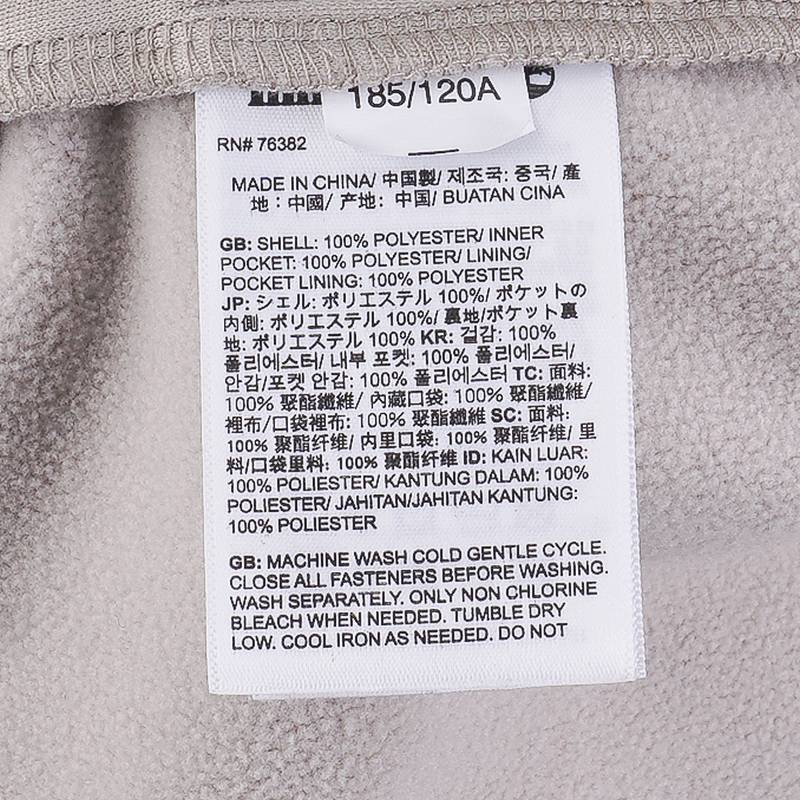 185/120A
RN# 76382
MADE IN CHINA/ 中国製/ 제조국: 중국/ 產
地：中國/ 产地：中国/ BUATAN CINA
GB: SHELL: 100% POLYESTER/ INNER
POCKET: 100% POLYESTER/ LINING/
POCKET LINING: 100% POLYESTER
JP: シェル: ポリエステル 100%/ ポケットの
内側: ポリエステル 100%/ 裏地/ポケット裏
地: ポリエステル 100% KR: 겉감: 100%
폴리에스터/ 내부 포켓: 100% 폴리에스터/
안감/포켓 안감: 100% 폴리에스터 TC: 面料:
100% 聚酯纖維/ 內藏口袋: 100% 聚酯纖維/
裡布/口袋裡布: 100% 聚酯纖維 SC: 面料:
100% 聚酯纤维/ 内里口袋: 100% 聚酯纤维/ 里
料/口袋里料: 100% 聚酯纤维 ID: KAIN LUAR:
100% POLIESTER/ KANTUNG DALAM: 100%
POLIESTER/ JAHITAN/JAHITAN KANTUNG:
100% POLIESTER
GB: MACHINE WASH COLD GENTLE CYCLE.
CLOSE ALL FASTENERS BEFORE WASHING.
WASH SEPARATELY. ONLY NON CHLORINE
BLEACH WHEN NEEDED. TUMBLE DRY
LOW. COOL IRON AS NEEDED. DO NOT